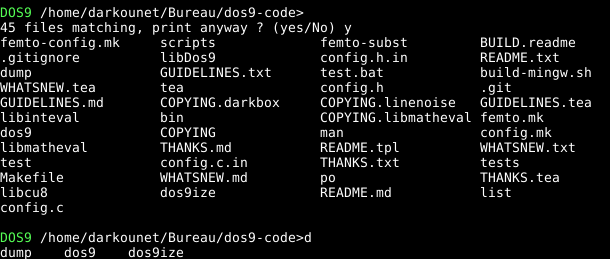 DOS9 /home/darkounet/Bureau/dos9-code>
45 files matching, print anyway ? (yes/No) y
femto-config.mk scripts femto-subst BUILD.readme
.gitignore libDos9 config.h.in README.txt
dump GUIDELINES.txt test.bat build-mingw.sh
WHATSNEW.tea tea config.h .git
GUIDELINES.md COPYING.darkbox COPYING.linenoise GUIDELINES.tea
libinteval bin COPYING.libmatheval femto.mk
dos9 COPYING man config.mk
libmatheval THANKS.md README.tpl WHATSNEW.txt
test config.c.in THANKS.txt tests
Makefile WHATSNEW.md po THANKS.tea
libcu8 dos9ize README.md list
config.c
DOS9 /home/darkounet/Bureau/dos9-code>d
dump dos9 dos9ize